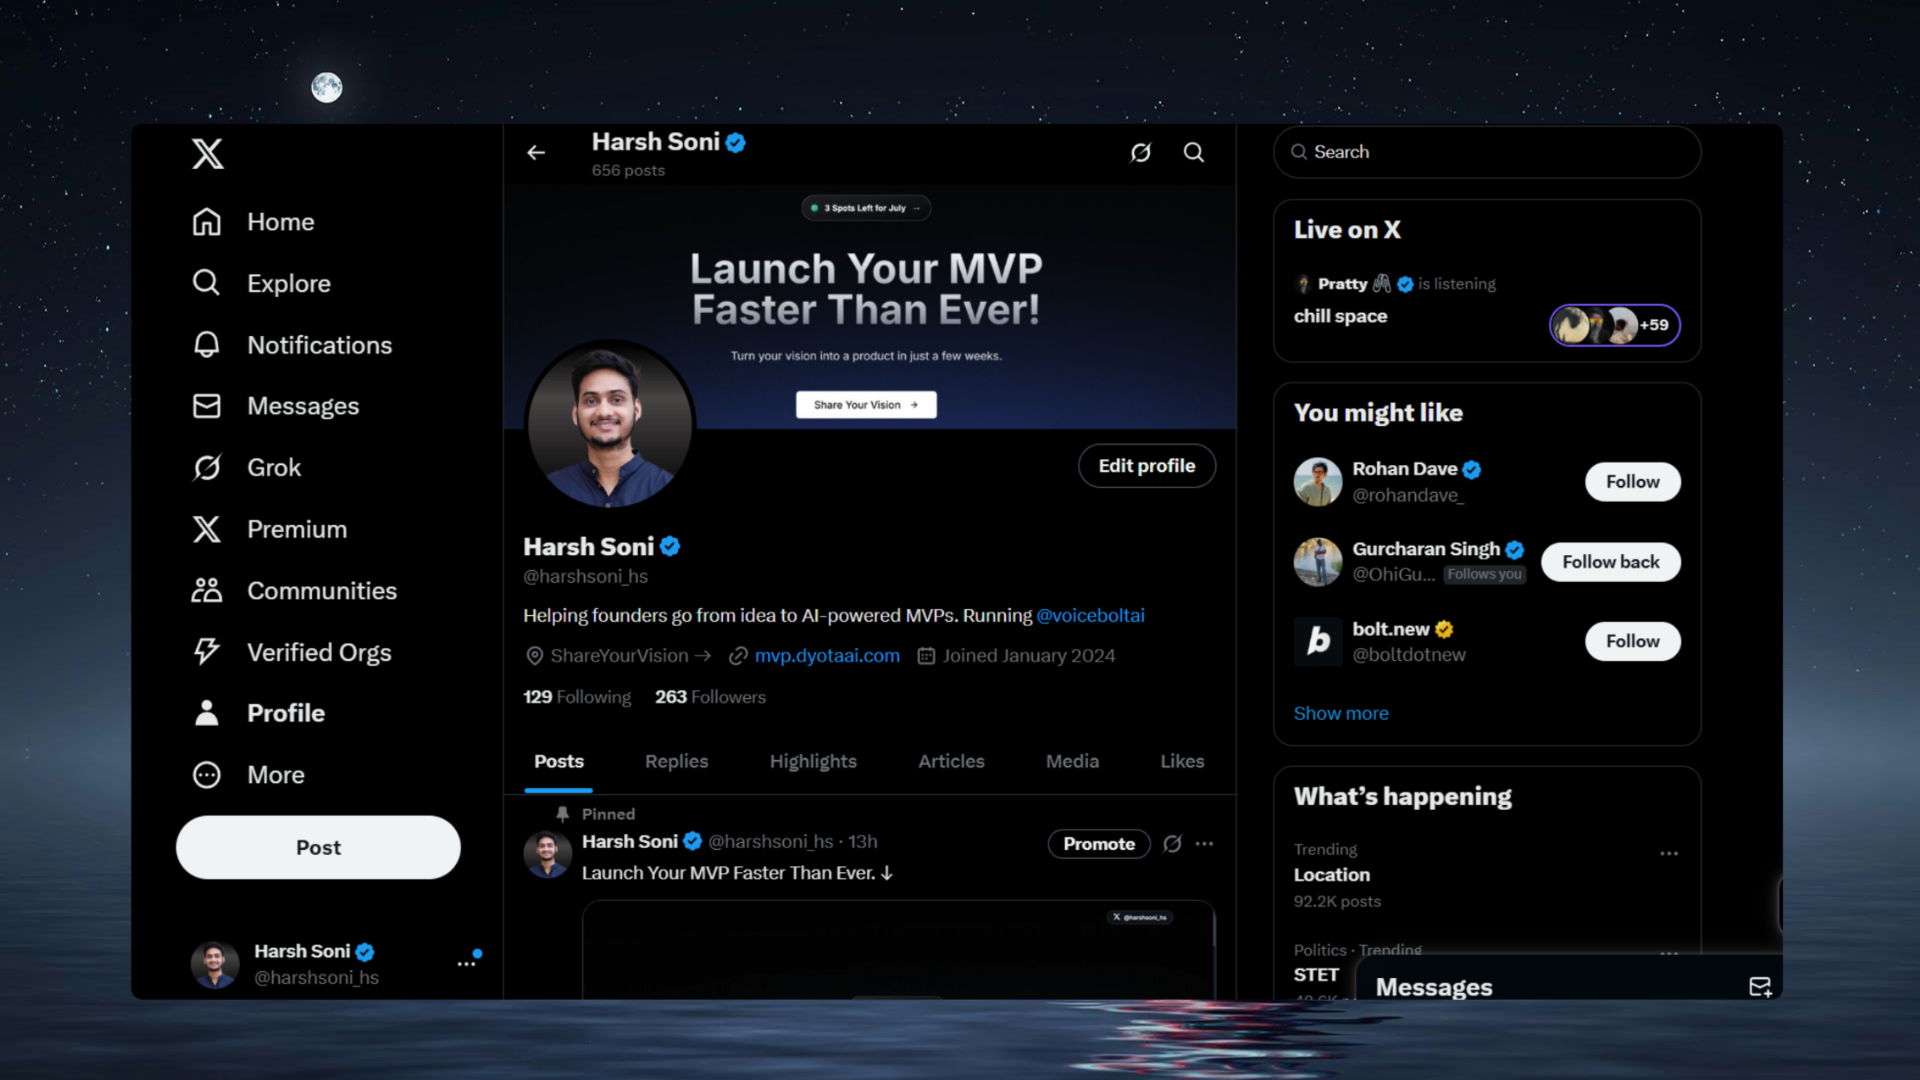 Home
Explore
Notifications
Messages
Grok
Premium
Communities
Verified Orgs
Profile
More
Post
Harsh Soni
@harshsoni_hs
Harsh Soni
656 posts
3 Spots Left for July →
Launch Your MVP
Faster Than Ever!
Turn your vision into a product in just a few weeks.
Share Your Vision →
Edit profile
Harsh Soni
@harshsoni_hs
Helping founders go from idea to AI-powered MVPs. Running @voiceboltai
ShareYourVision → mvp.dyotaai.com Joined January 2024
129 Following 263 Followers
Posts Replies Highlights Articles Media Likes
Pinned
Harsh Soni @harshsoni_hs · 13h Promote
Launch Your MVP Faster Than Ever. ↓
@harshsoni_hs
Search
Live on X
Pratty is listening
chill space
+59
You might like
Rohan Dave
@rohandave_
Follow
Gurcharan Singh
@OhiGu... Follows you
Follow back
bolt.new
@boltdotnew
Follow
Show more
What's happening
Trending
Location
92.2K posts
Politics · Trending
STET
Messages